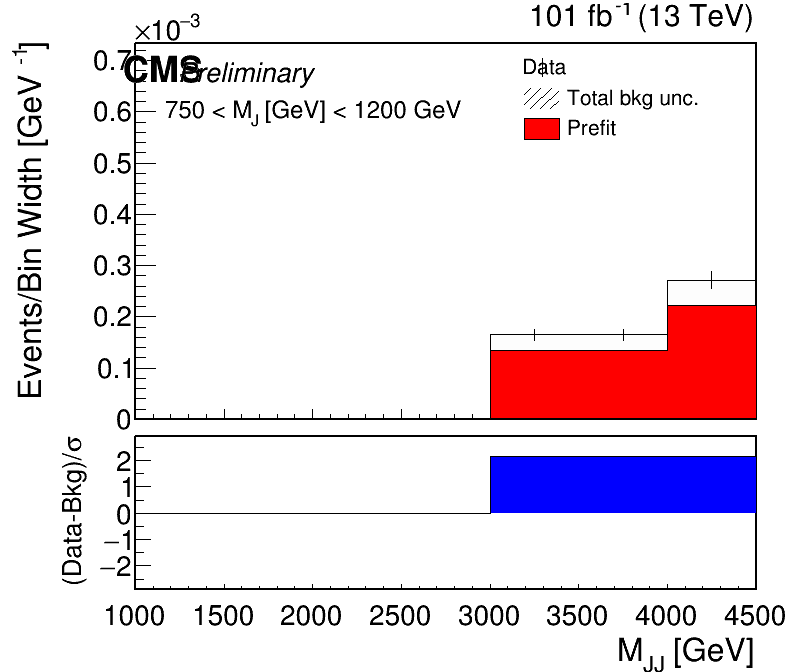 ×10⁻³
101 fb⁻¹ (13 TeV)
CMS Preliminary
750 < M_J [GeV] < 1200 GeV
Data
Total bkg unc.
Prefit
Events/Bin Width [GeV⁻¹]
0.7
0.6
0.5
0.4
0.3
0.2
0.1
0
(Data-Bkg)/σ
2
1
0
−1
−2
1000 1500 2000 2500 3000 3500 4000 4500
M_JJ [GeV]